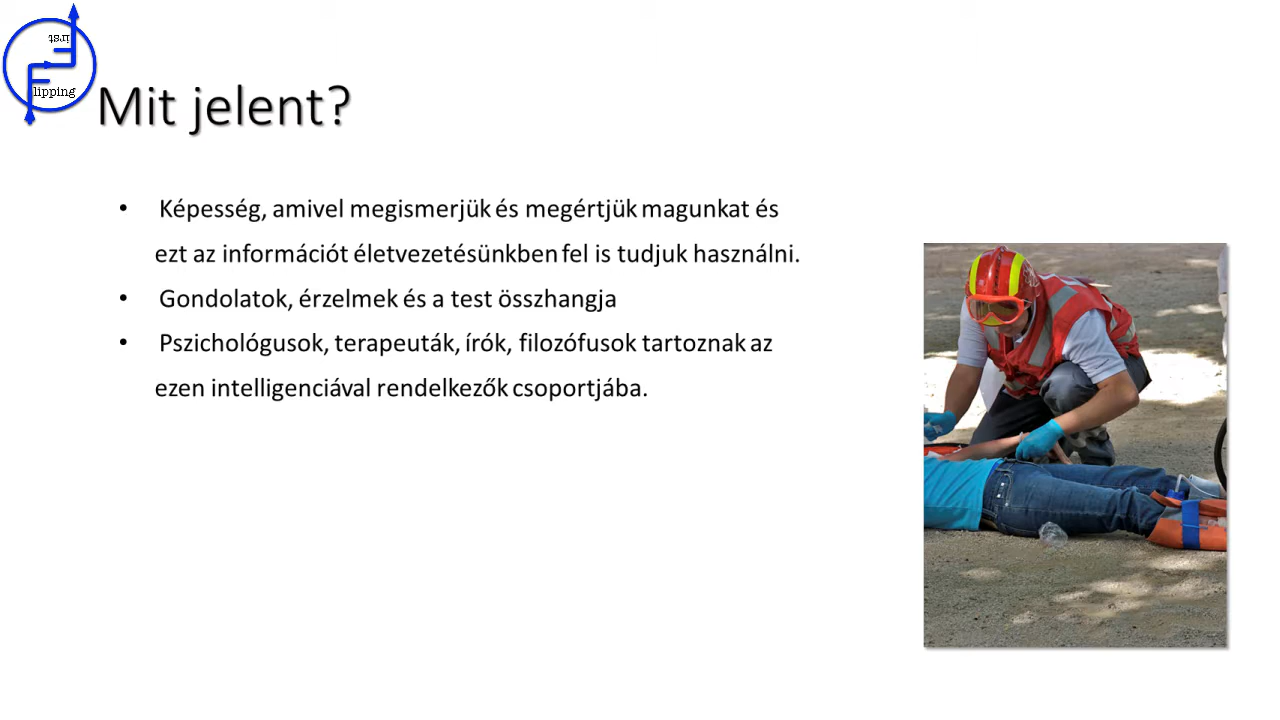 irst
lipping
Mit jelent?
• Képesség, amivel megismerjük és megértjük magunkat és
ezt az információt életvezetésünkben fel is tudjuk használni.
• Gondolatok, érzelmek és a test összhangja
• Pszichológusok, terapeuták, írók, filozófusok tartoznak az
ezen intelligenciával rendelkezők csoportjába.